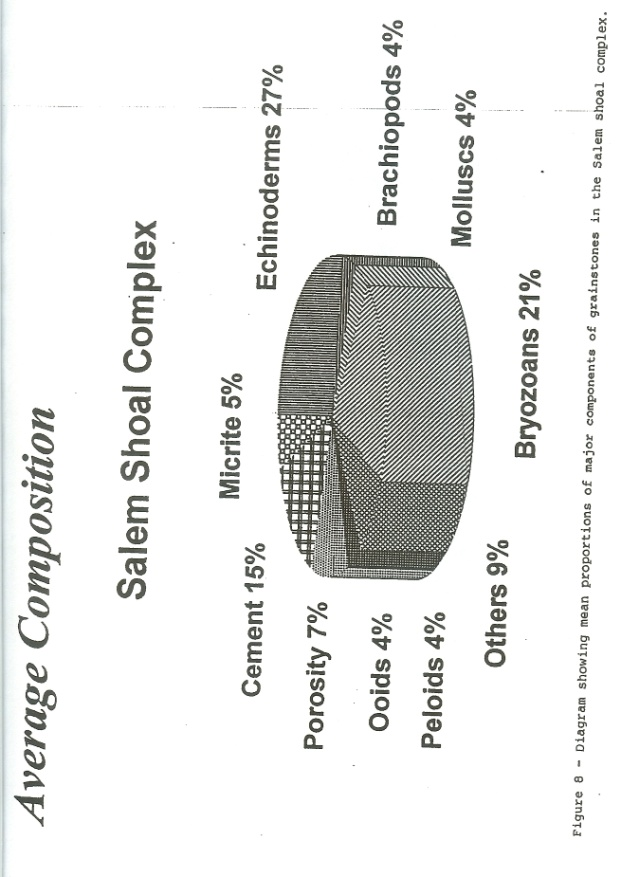 Average Composition
Salem Shoal Complex
Micrite 5%
Echinoderms 27%
Cement 15%
Porosity 7%
Brachiopods 4%
Ooids 4%
Molluscs 4%
Peloids 4%
Others 9%
Bryozoans 21%
Figure 8 - Diagram showing mean proportions of major components of grainstones in the Salem shoal complex.